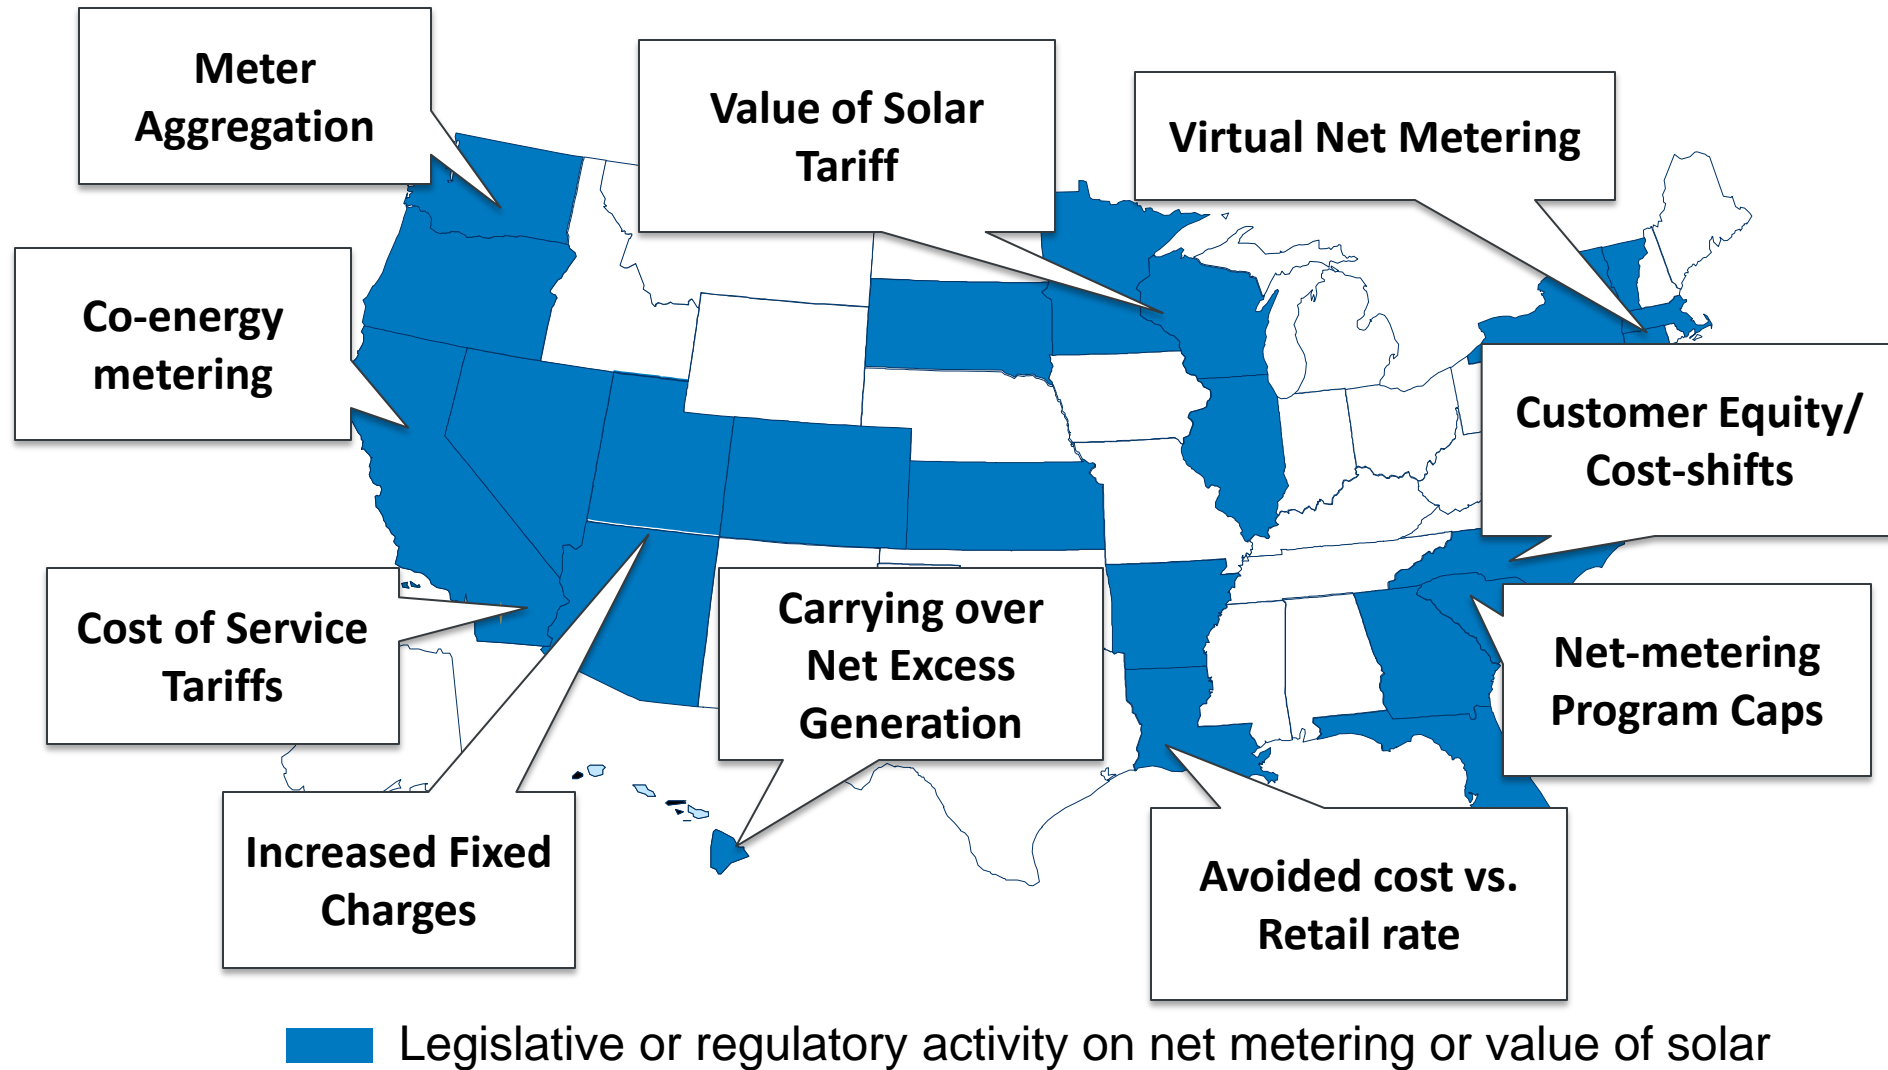 Meter
Aggregation
Value of Solar
Tariff
Virtual Net Metering
Co-energy
metering
Customer Equity/
Cost-shifts
Cost of Service
Tariffs
Carrying over
Net Excess
Generation
Net-metering
Program Caps
Increased Fixed
Charges
Avoided cost vs.
Retail rate
Legislative or regulatory activity on net metering or value of solar